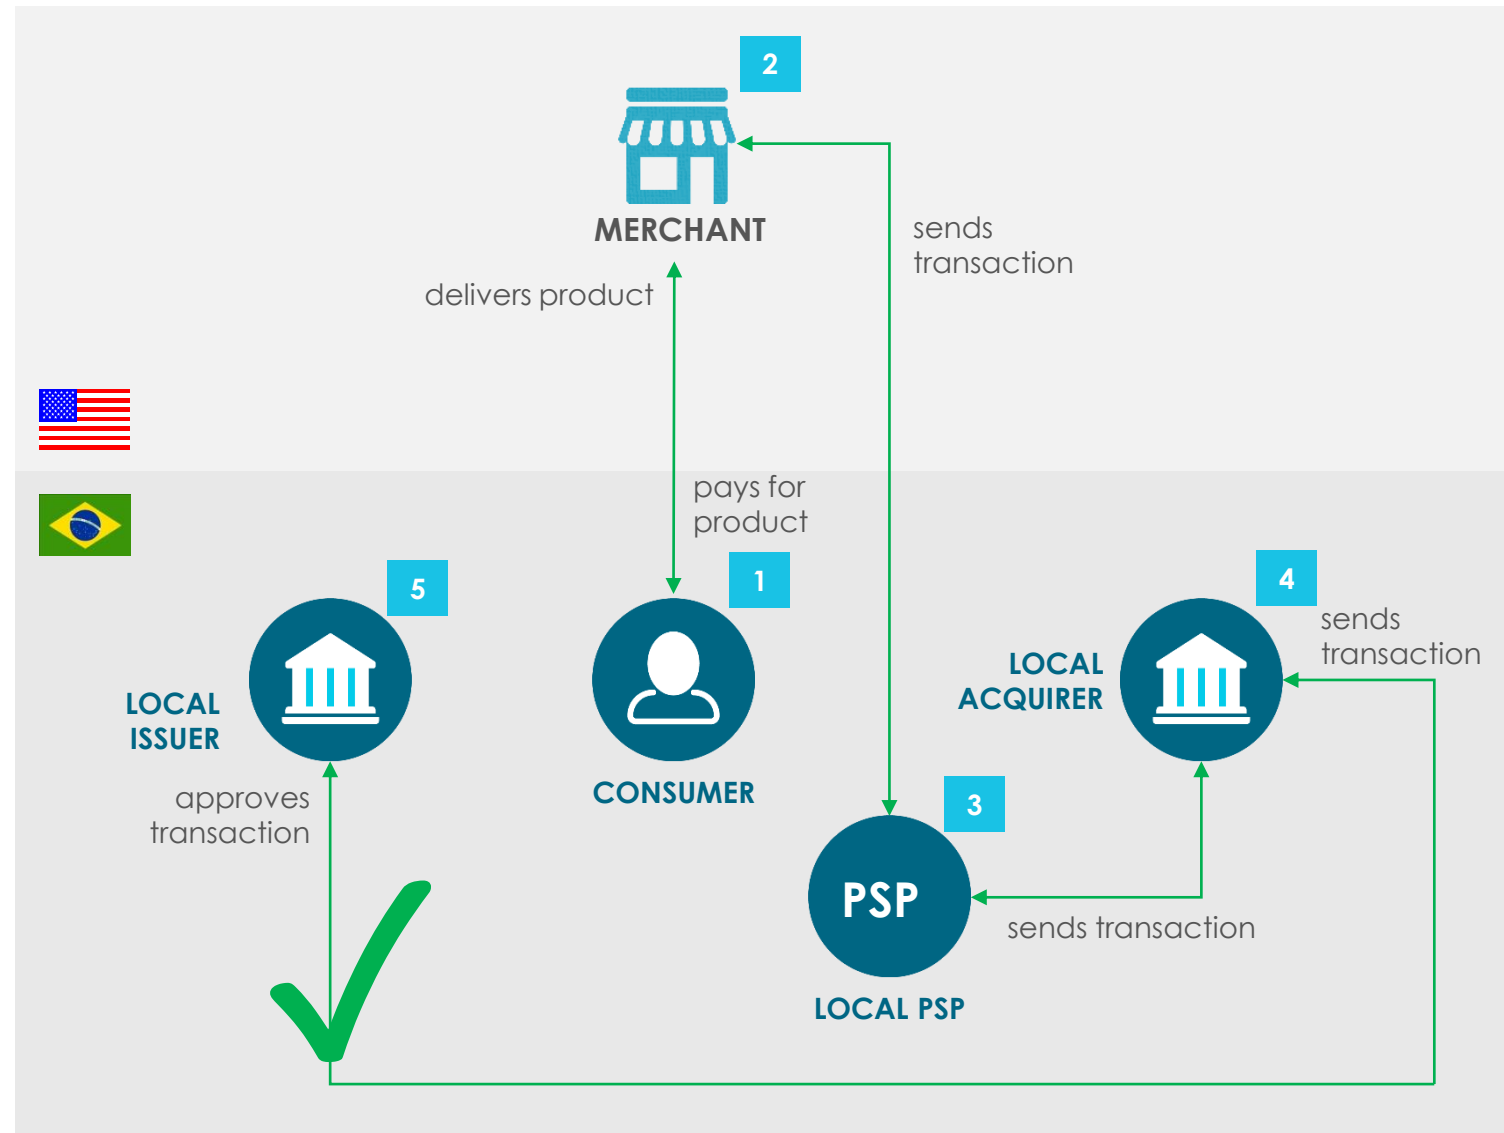 2
MERCHANT
sends
transaction
delivers product
pays for
product
5
1
4
sends
transaction
LOCAL
ACQUIRER
LOCAL
ISSUER
CONSUMER
approves
transaction
3
PSP
sends transaction
LOCAL PSP